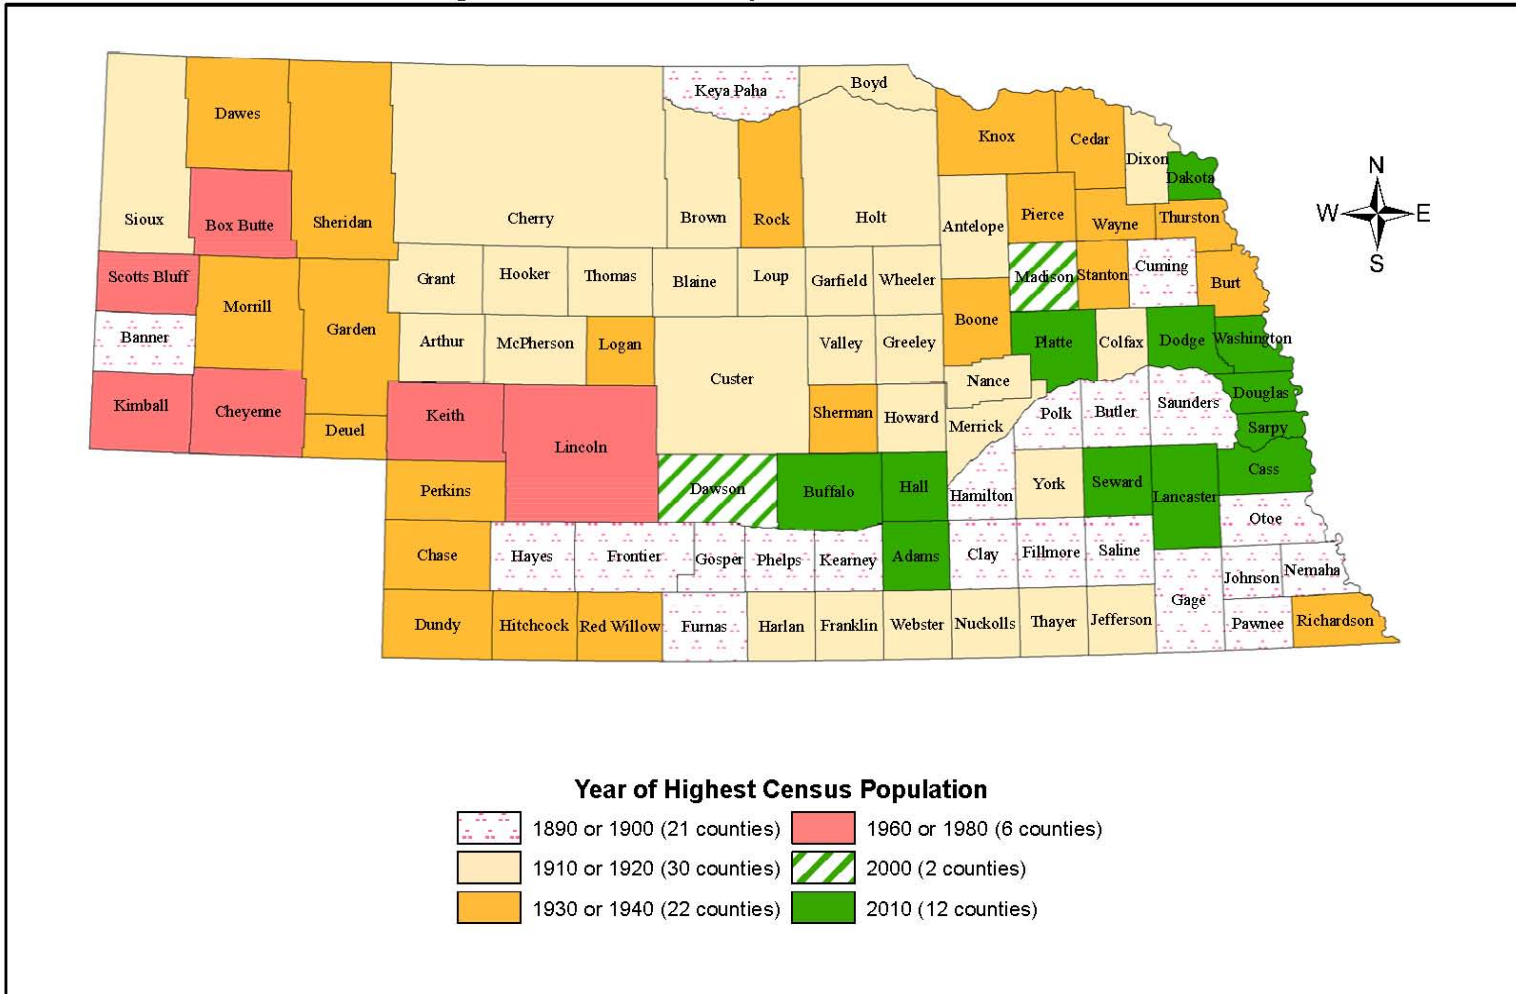 Keya Paha
Boyd
Dawes
Knox
Cedar
Dixon
Dakota
N
W
E
S
Sioux
Box Butte
Sheridan
Cherry
Brown
Rock
Holt
Antelope
Pierce
Wayne
Thurston
Scotts Bluff
Morrill
Grant
Hooker
Thomas
Blaine
Loup
Garfield
Wheeler
Madison
Stanton
Cuming
Burt
Banner
Garden
Arthur
McPherson
Logan
Custer
Valley
Greeley
Boone
Platte
Colfax
Dodge
Washington
Kimball
Cheyenne
Deuel
Keith
Lincoln
Sherman
Howard
Nance
Merrick
Polk
Butler
Saunders
Douglas
Sarpy
Perkins
Dawson
Buffalo
Hall
Hamilton
York
Seward
Lancaster
Cass
Otoe
Chase
Hayes
Frontier
Gosper
Phelps
Kearney
Adams
Clay
Fillmore
Saline
Johnson
Nemaha
Dundy
Hitchcock
Red Willow
Furnas
Harlan
Franklin
Webster
Nuckolls
Thayer
Jefferson
Gage
Pawnee
Richardson
Year of Highest Census Population
1890 or 1900 (21 counties)
1960 or 1980 (6 counties)
1910 or 1920 (30 counties)
2000 (2 counties)
1930 or 1940 (22 counties)
2010 (12 counties)